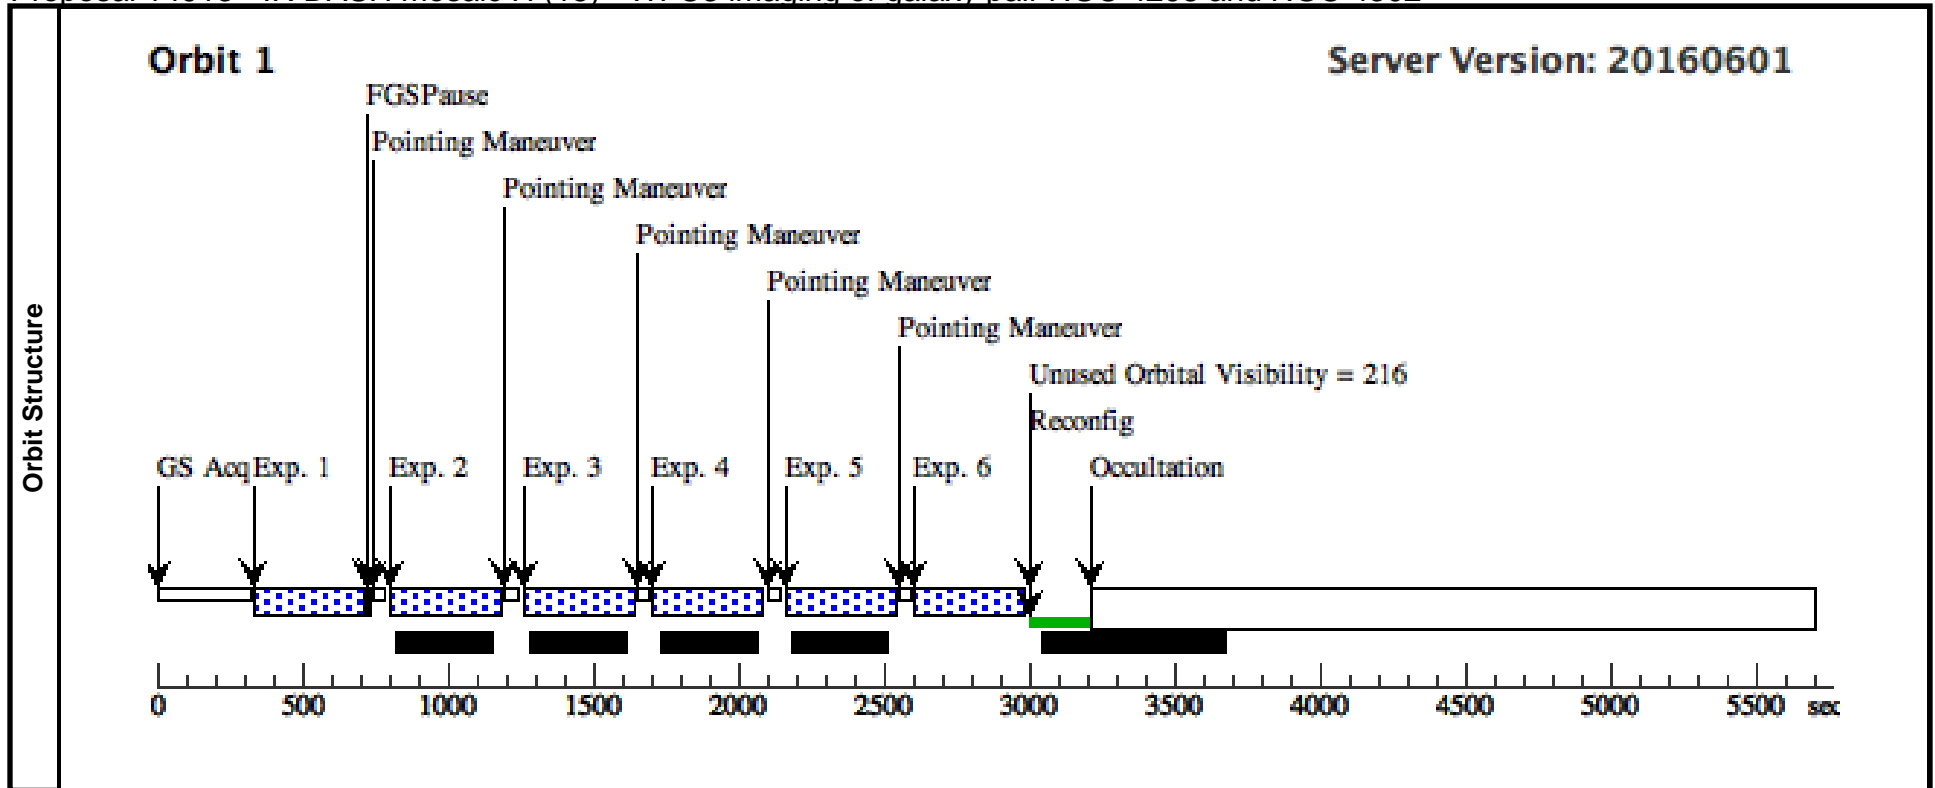 Orbit 1
Server Version: 20160601
FGSPause
Pointing Maneuver
Pointing Maneuver
Pointing Maneuver
Pointing Maneuver
Pointing Maneuver
Unused Orbital Visibility = 216
Reconfig
GS Acq Exp. 1 Exp. 2 Exp. 3 Exp. 4 Exp. 5 Exp. 6 Occultation
Orbit Structure
0 500 1000 1500 2000 2500 3000 3500 4000 4500 5000 5500 sec